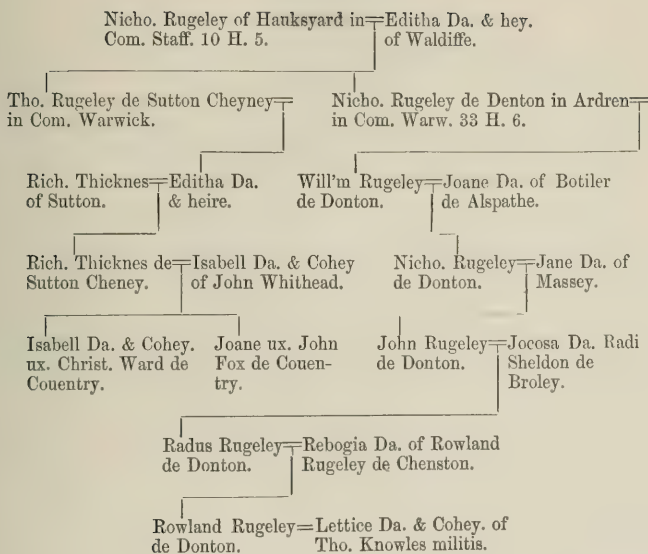 Nicho. Rugeley of Hauksyard in = Editha Da. & hey.
Com. Staff. 10 H. 5. of Waldiffe.
Tho. Rugeley de Sutton Cheyney = Nicho. Rugeley de Denton in Ardren =
in Com. Warwick. in Com. Warw. 33 H. 6.
Rich. Thicknes = Editha Da. Will'm Rugeley = Joane Da. of Botiler
of Sutton. & heire. de Donton. de Alspathe.
Rich. Thicknes de = Isabell Da. & Cohey Nicho. Rugeley = Jane Da. of
Sutton Cheney. of John Whithead. de Donton. Massey.
Isabell Da. & Cohey. Joane ux. John John Rugeley = Jocosa Da. Radi
ux. Christ. Ward de Fox de Couen- de Donton. Sheldon de
Couentry. try. Broley.
Radus Rugeley = Rebogia Da. of Rowland
de Donton. Rugeley de Chenston.
Rowland Rugeley = Lettice Da. & Cohey. of
de Donton. Tho. Knowles militis.